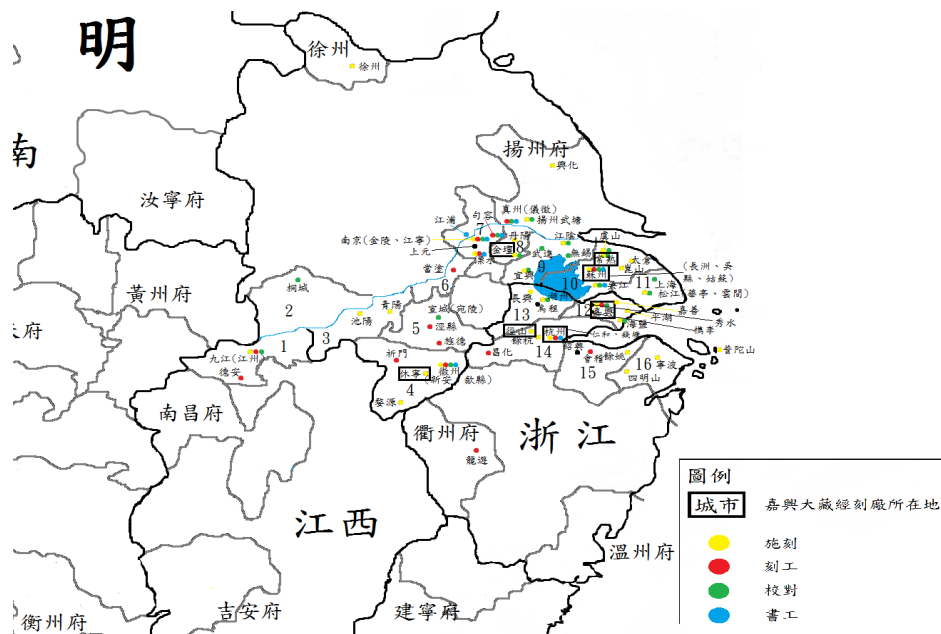 明
徐州
徐州
南
揚州府
興化
汝寧府
真州(儀徵)
句容
揚州武塘
江浦
7
丹陽
江陰
虞山
南京(金陵、江寧)
金壇
8
武進
無錫
常熟
太倉
上元
溧水
9
蘇州
崑山
(長洲、吳
縣、姑蘇)
當塗
宜興
10
吳江
11
上海
6
松江(華亭、雲間)
桐城
黃州府
2
長興
湖州
烏程
12
嘉興
嘉善
青陽
宣城(宛陵)
13
平湖
秀水
池陽
5
涇縣
徑山
杭州
海鹽
檇李
1
3
旌德
餘杭
仁和、錢塘
九江(江州
祁門
昌化
14
紹興
會稽
餘姚
普陀山
德安
休寧
徽州
15
16
寧波
4
(新安、歙縣)
四明山
南昌府
婺源
衢州府
浙江
龍遊
圖例
城市
嘉興大藏經刻廠所在地
江西
施刻
溫州府
刻工
校對
吉安府
建寧府
衡州府
書工